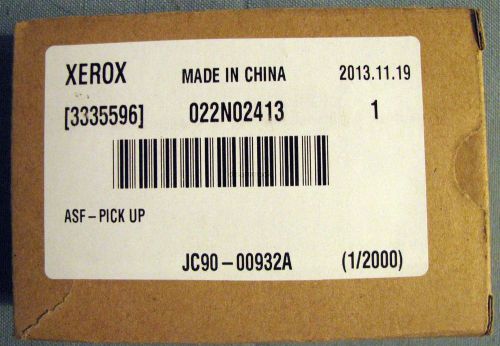 XEROX MADE IN CHINA 2013.11.19
[3335596] 022N02413 1
ASF-PICK UP
JC90-00932A (1/2000)